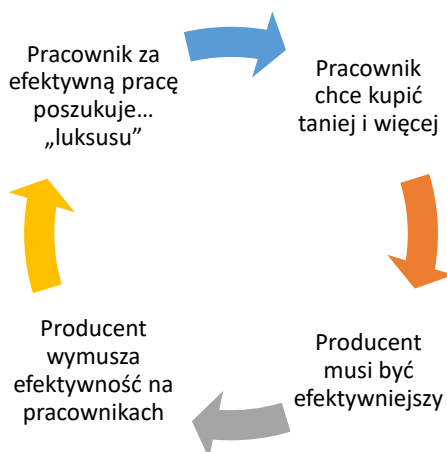 Pracownik za
efektywną pracę
poszukuje…
„luksusu”
Pracownik
chce kupić
taniej i więcej
Producent
musi być
efektywniejszy
Producent
wymusza
efektywność na
pracownikach